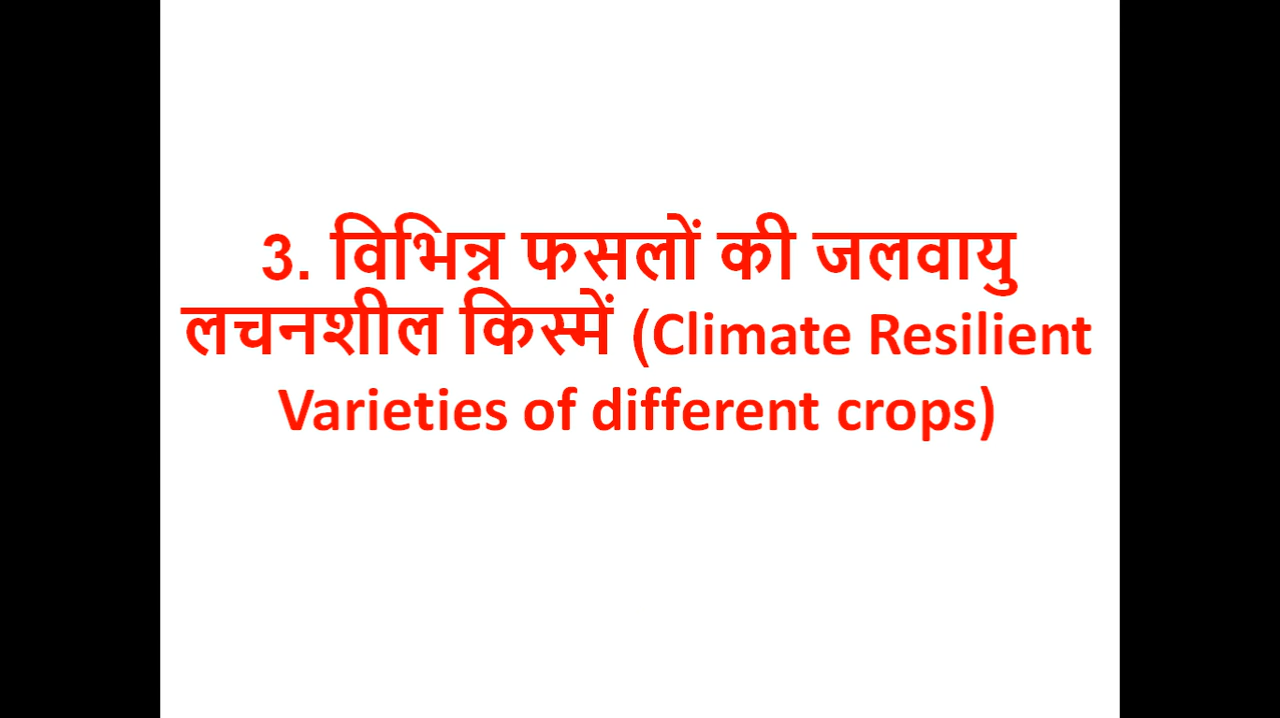 3. विभिन्न फसलों की जलवायु
लचनशील किस्में (Climate Resilient
Varieties of different crops)